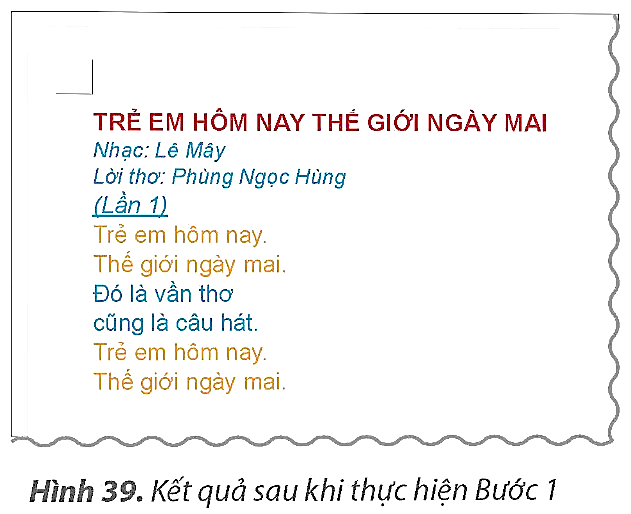 TRẺ EM HÔM NAY THẾ GIỚI NGÀY MAI
Nhạc: Lê Mây
Lời thơ: Phùng Ngọc Hùng
(Lần 1)
Trẻ em hôm nay.
Thế giới ngày mai.
Đó là vần thơ
cũng là câu hát.
Trẻ em hôm nay.
Thế giới ngày mai.
Hình 39. Kết quả sau khi thực hiện Bước 1